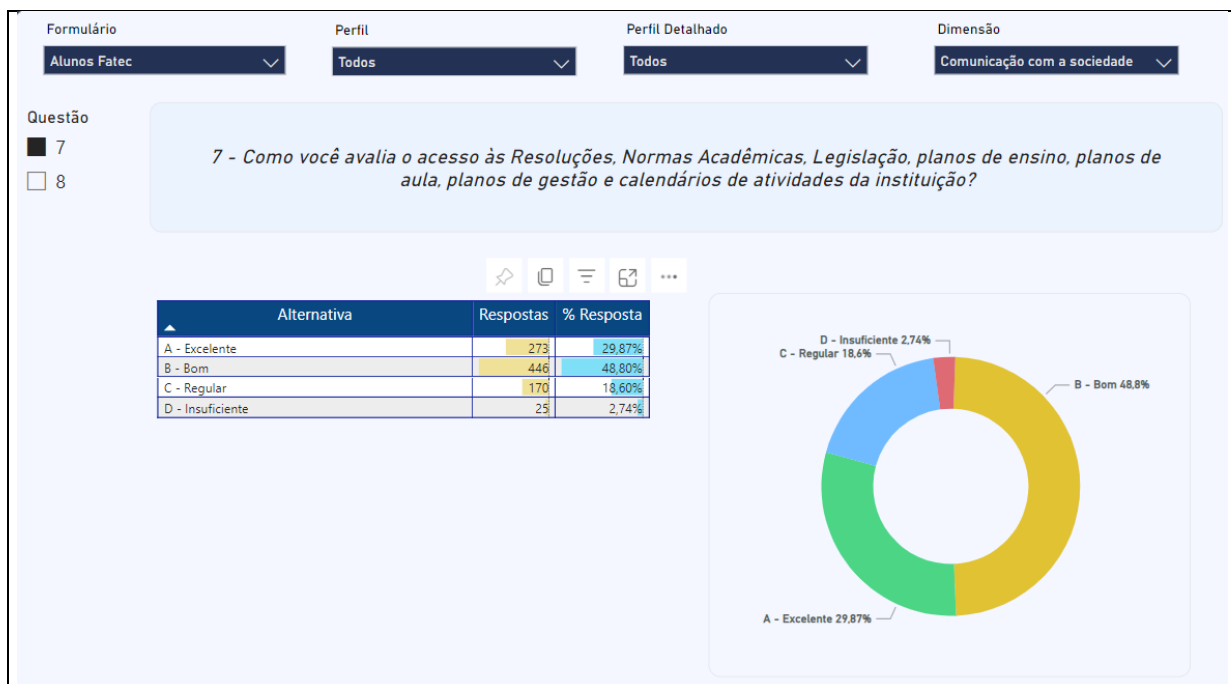 Formulário
Perfil
Perfil Detalhado
Dimensão
Alunos Fatec
Todos
Todos
Comunicação com a sociedade
Questão
7
8
7 - Como você avalia o acesso às Resoluções, Normas Acadêmicas, Legislação, planos de ensino, planos de
aula, planos de gestão e calendários de atividades da instituição?
Alternativa Respostas % Resposta
A - Excelente 273 29,87%
B - Bom 446 48,80%
C - Regular 170 18,60%
D - Insuficiente 25 2,74%
D - Insuficiente 2,74%
C - Regular 18,6%
B - Bom 48,8%
A - Excelente 29,87%